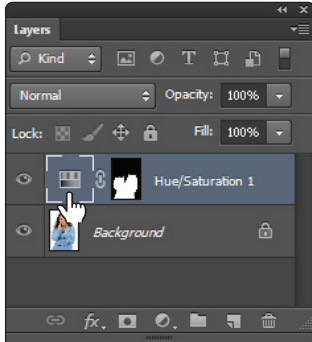 Layers
Kind T
Normal Opacity: 100%
Lock: Fill: 100%
Hue/Saturation 1
Background
fx.